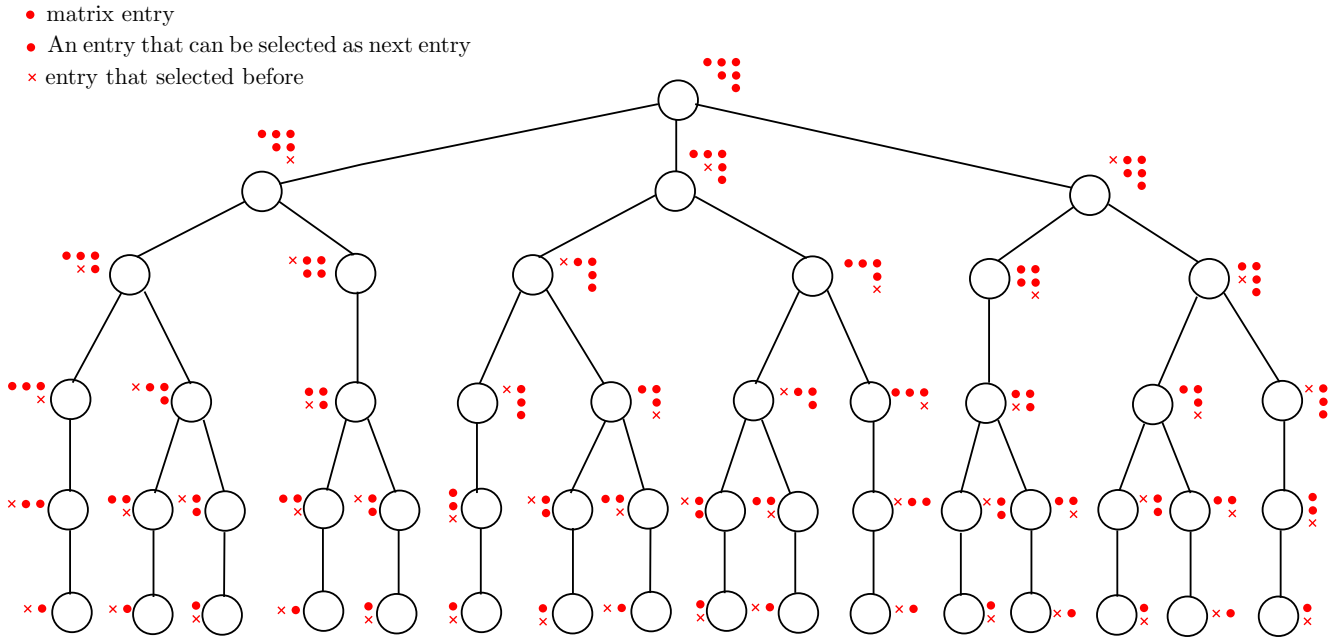 matrix entry
An entry that can be selected as next entry
entry that selected before